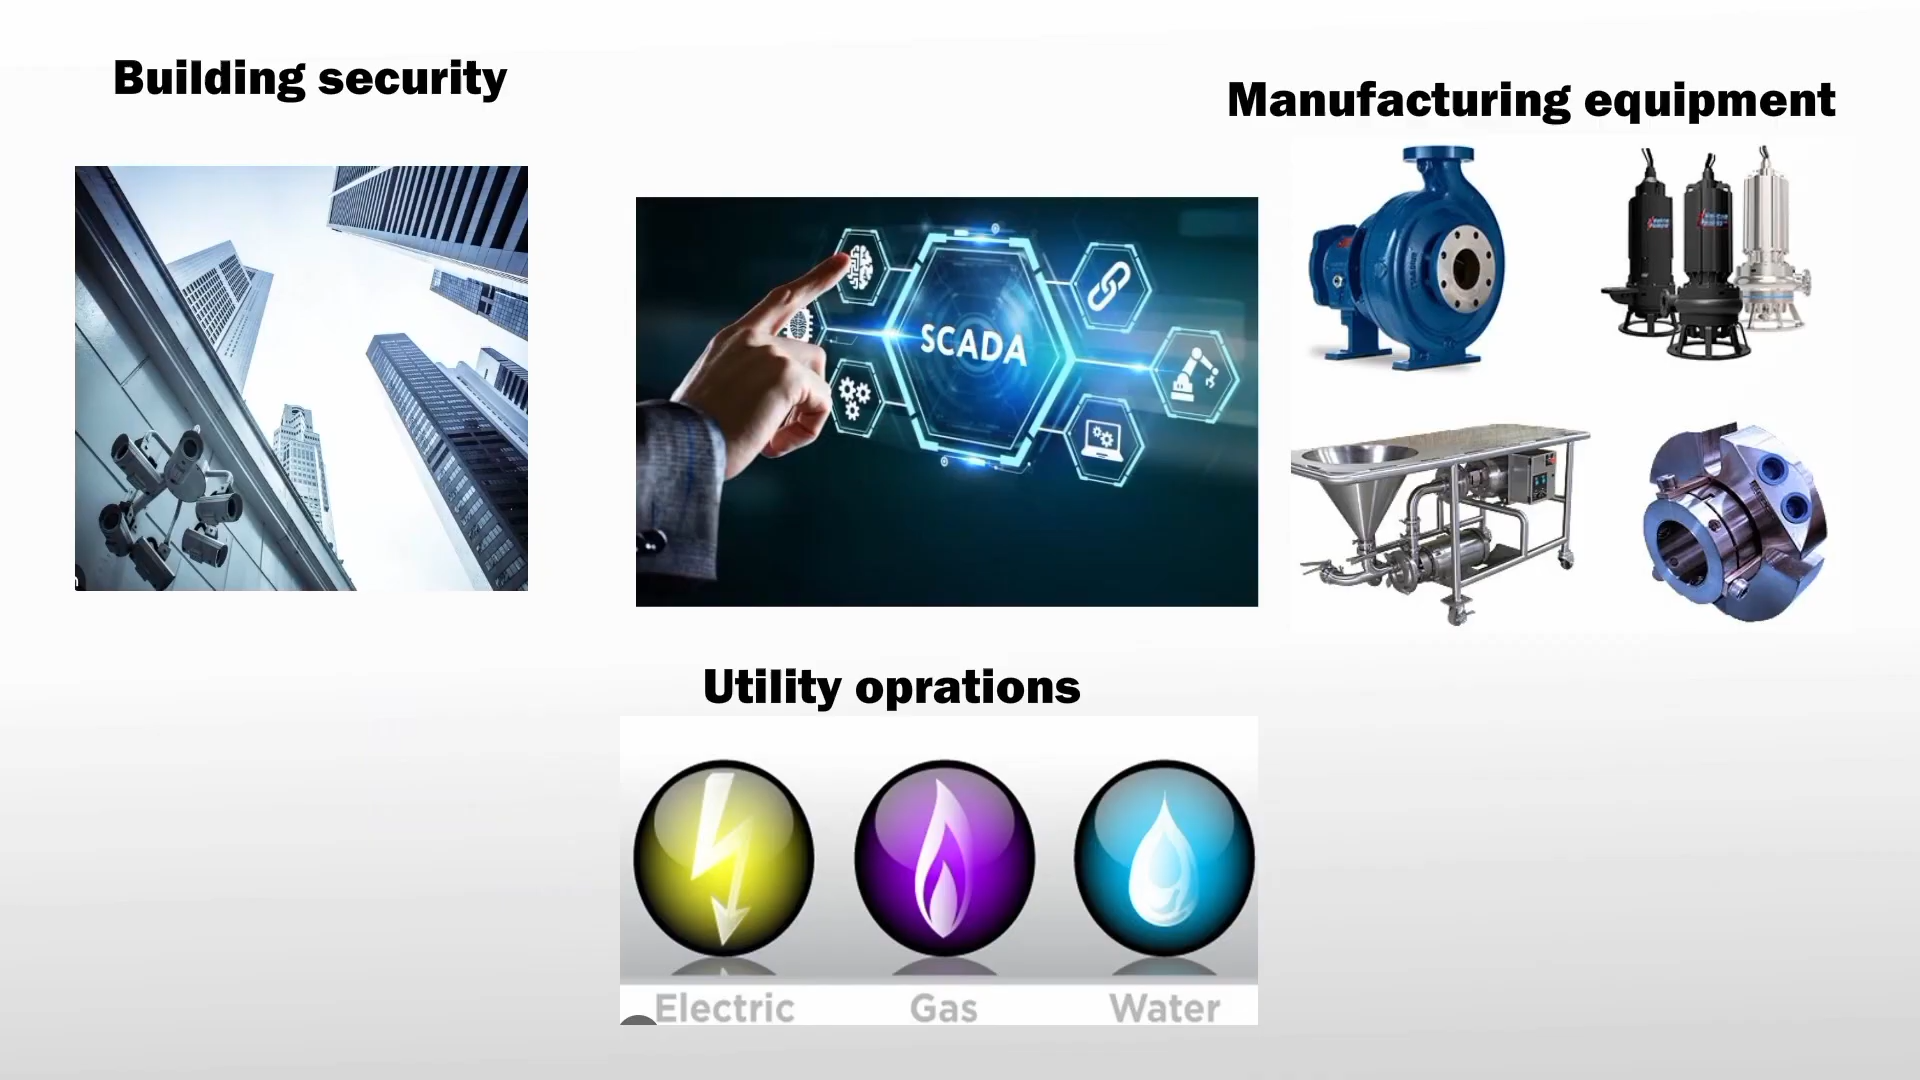 Building security
Manufacturing equipment
SCADA
Utility oprations
Electric
Gas
Water